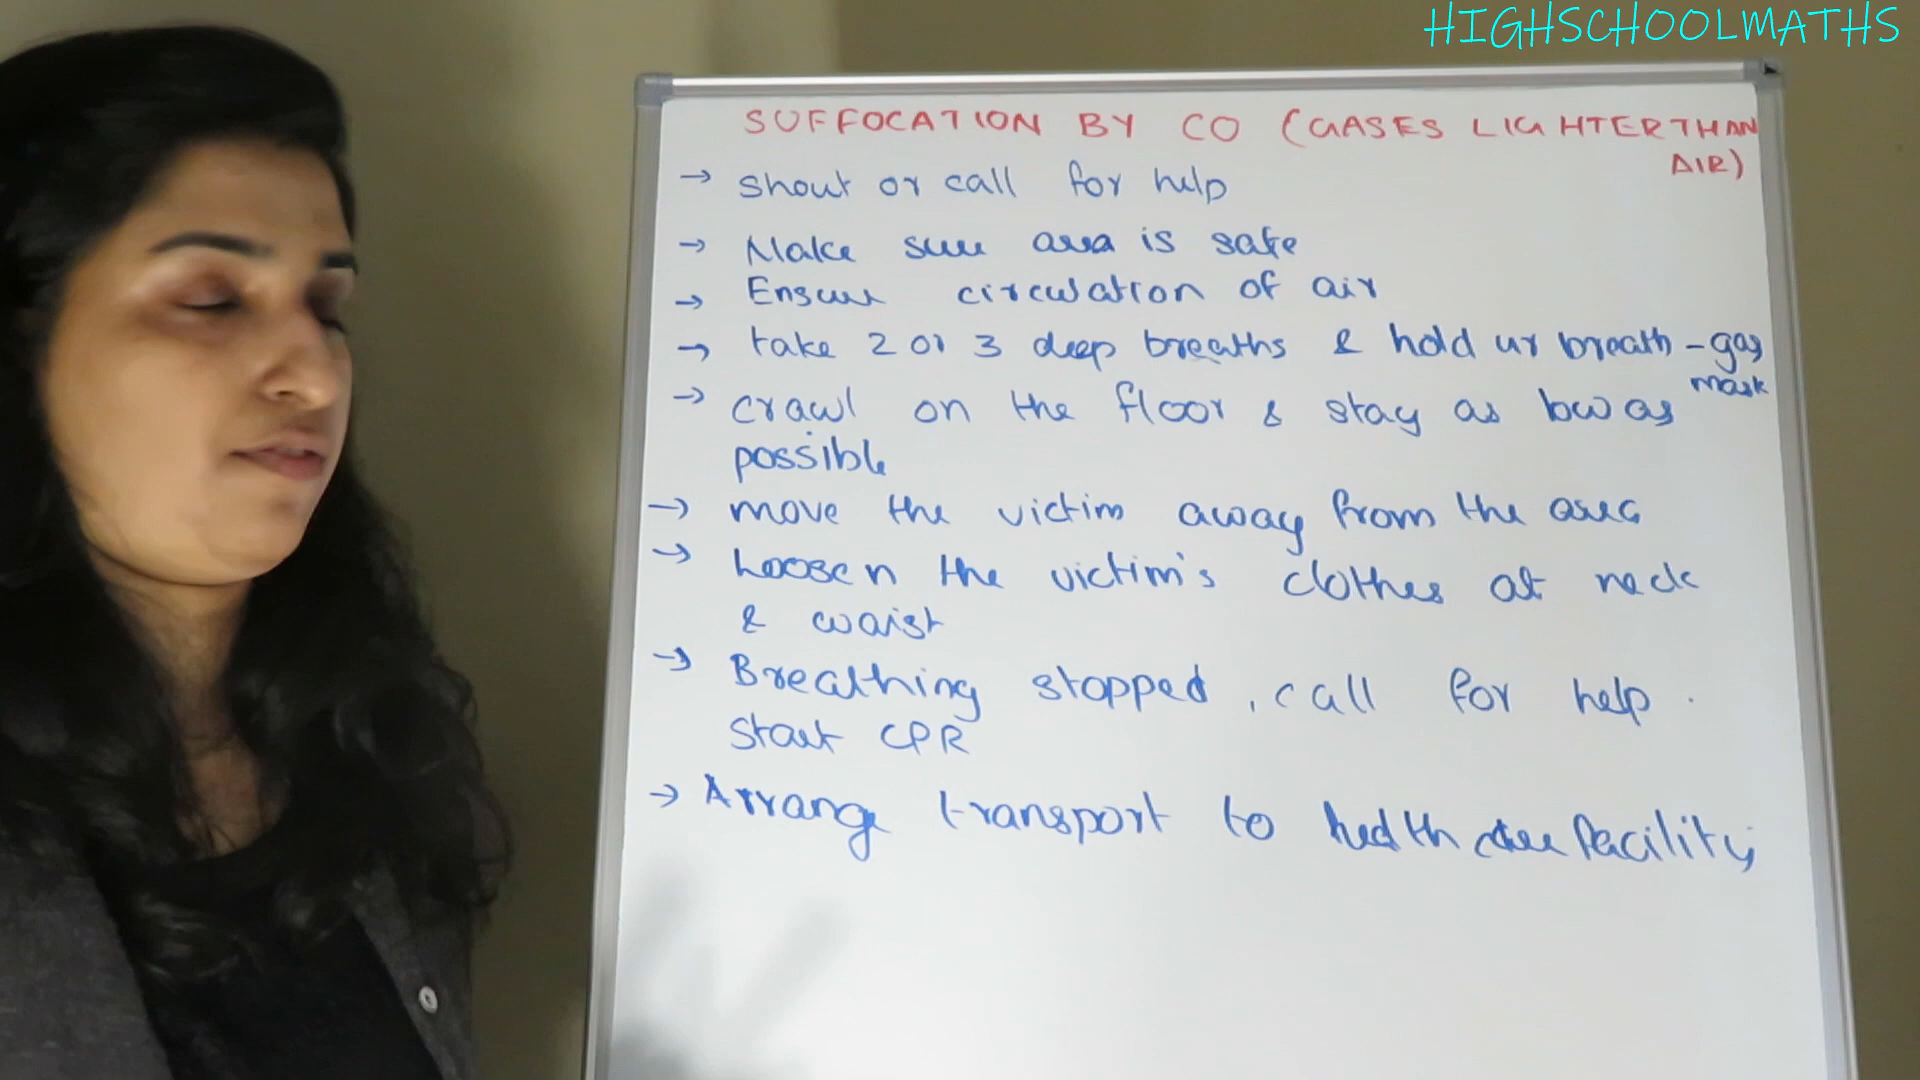 HIGHSCHOOLMATHS
SUFFOCATION BY CO (GASES LIGHTER THAN
AIR)
→ shout or call for help
→ Make sure area is safe
→ Ensure circulation of air
→ take 2 or 3 deep breaths & hold ur breath - gas
mask
→ crawl on the floor & stay as low as
possible
→ move the victim away from the area
→ Loosen the victim's clothes at neck
& waist
→ Breathing stopped, call for help.
Start CPR
→ Arrange transport to health care facility